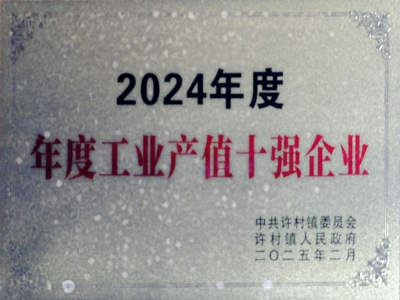 2024年度
年度工业产值十强企业
中共许村镇委员会
许村镇人民政府
二〇二五年二月